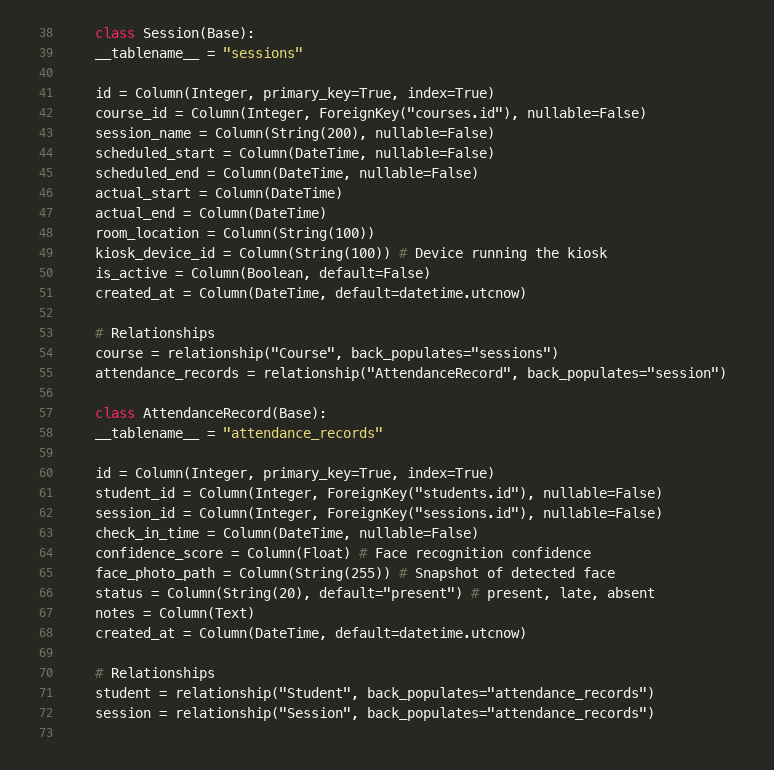 38 class Session(Base):
39 __tablename__ = "sessions"
40
41 id = Column(Integer, primary_key=True, index=True)
42 course_id = Column(Integer, ForeignKey("courses.id"), nullable=False)
43 session_name = Column(String(200), nullable=False)
44 scheduled_start = Column(DateTime, nullable=False)
45 scheduled_end = Column(DateTime, nullable=False)
46 actual_start = Column(DateTime)
47 actual_end = Column(DateTime)
48 room_location = Column(String(100))
49 kiosk_device_id = Column(String(100)) # Device running the kiosk
50 is_active = Column(Boolean, default=False)
51 created_at = Column(DateTime, default=datetime.utcnow)
52
53 # Relationships
54 course = relationship("Course", back_populates="sessions")
55 attendance_records = relationship("AttendanceRecord", back_populates="session")
56
57 class AttendanceRecord(Base):
58 __tablename__ = "attendance_records"
59
60 id = Column(Integer, primary_key=True, index=True)
61 student_id = Column(Integer, ForeignKey("students.id"), nullable=False)
62 session_id = Column(Integer, ForeignKey("sessions.id"), nullable=False)
63 check_in_time = Column(DateTime, nullable=False)
64 confidence_score = Column(Float) # Face recognition confidence
65 face_photo_path = Column(String(255)) # Snapshot of detected face
66 status = Column(String(20), default="present") # present, late, absent
67 notes = Column(Text)
68 created_at = Column(DateTime, default=datetime.utcnow)
69
70 # Relationships
71 student = relationship("Student", back_populates="attendance_records")
72 session = relationship("Session", back_populates="attendance_records")
73